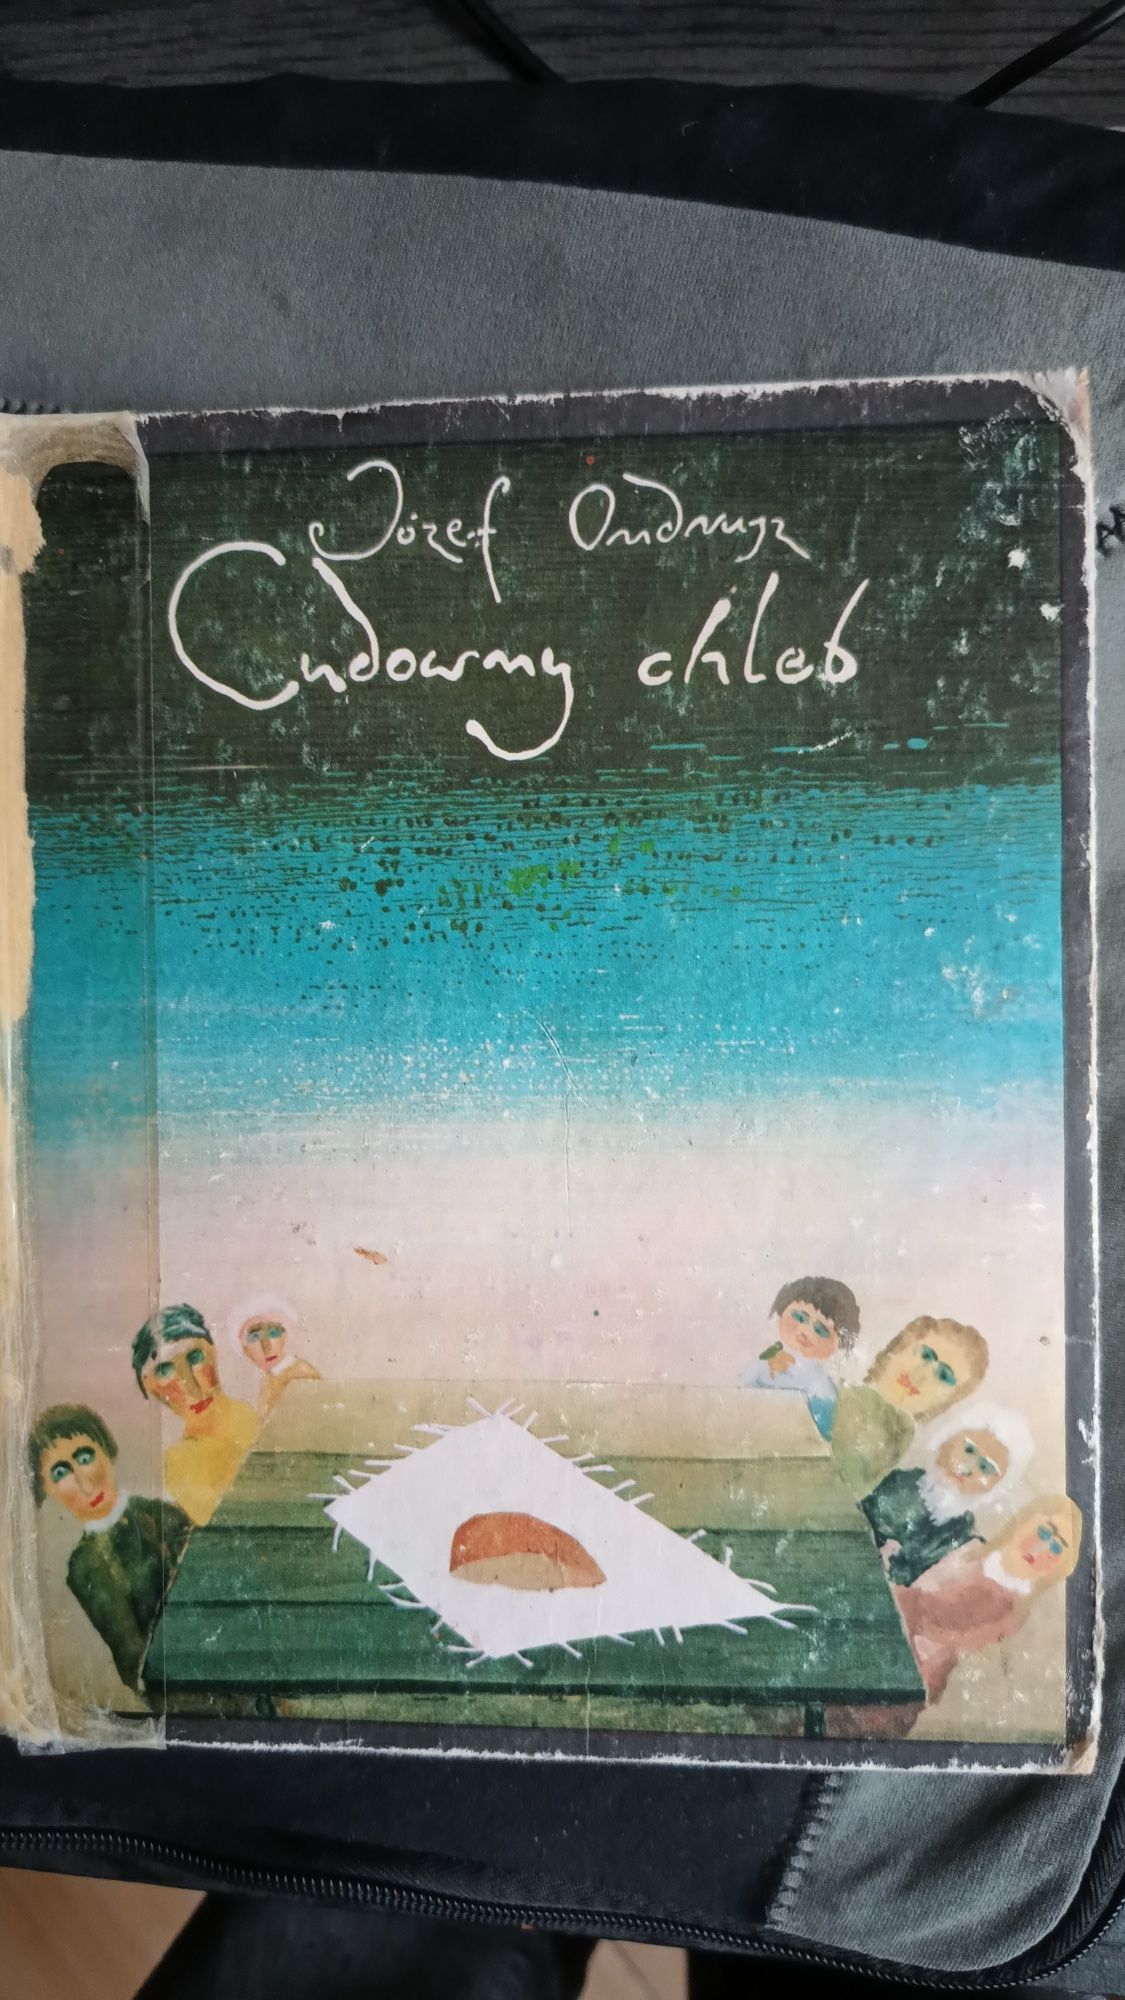 Józef Ondrusz
Cudowny chleb